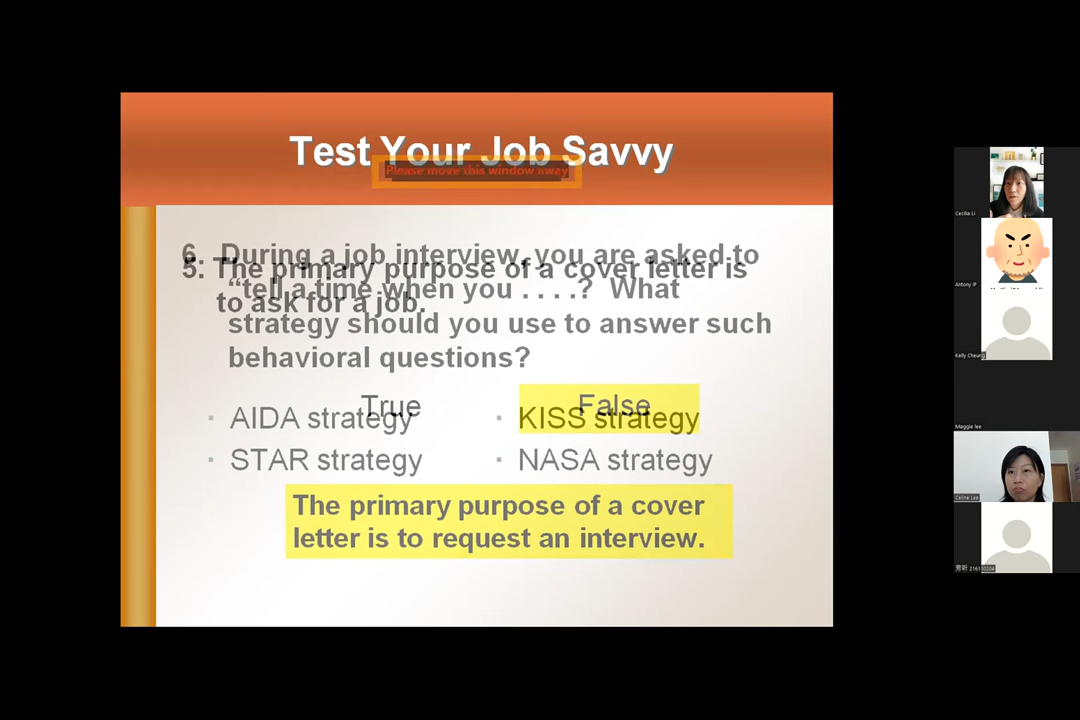 Test Your Job Savvy
Please move this window away
6. During a job interview, you are asked to
“tell a time when you . . . .? What
strategy should you use to answer such
behavioral questions?
5. The primary purpose of a cover letter is
to ask for a job.
True
False
AIDA strategy
KISS strategy
STAR strategy
NASA strategy
The primary purpose of a cover
letter is to request an interview.
Cecilia Li
Antony IP
Kelly Cheung
Maggie lee
Celine Lee